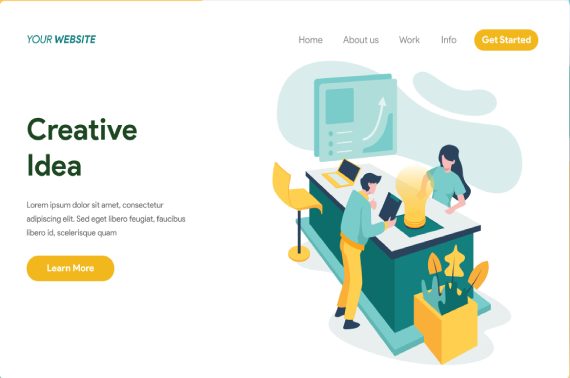 YOUR WEBSITE
Home About us Work Info Get Started
Creative
Idea
Lorem ipsum dolor sit amet, consectetur
adipiscing elit. Sed eget libero feugiat, faucibus
libero id, scelerisque quam
Learn More